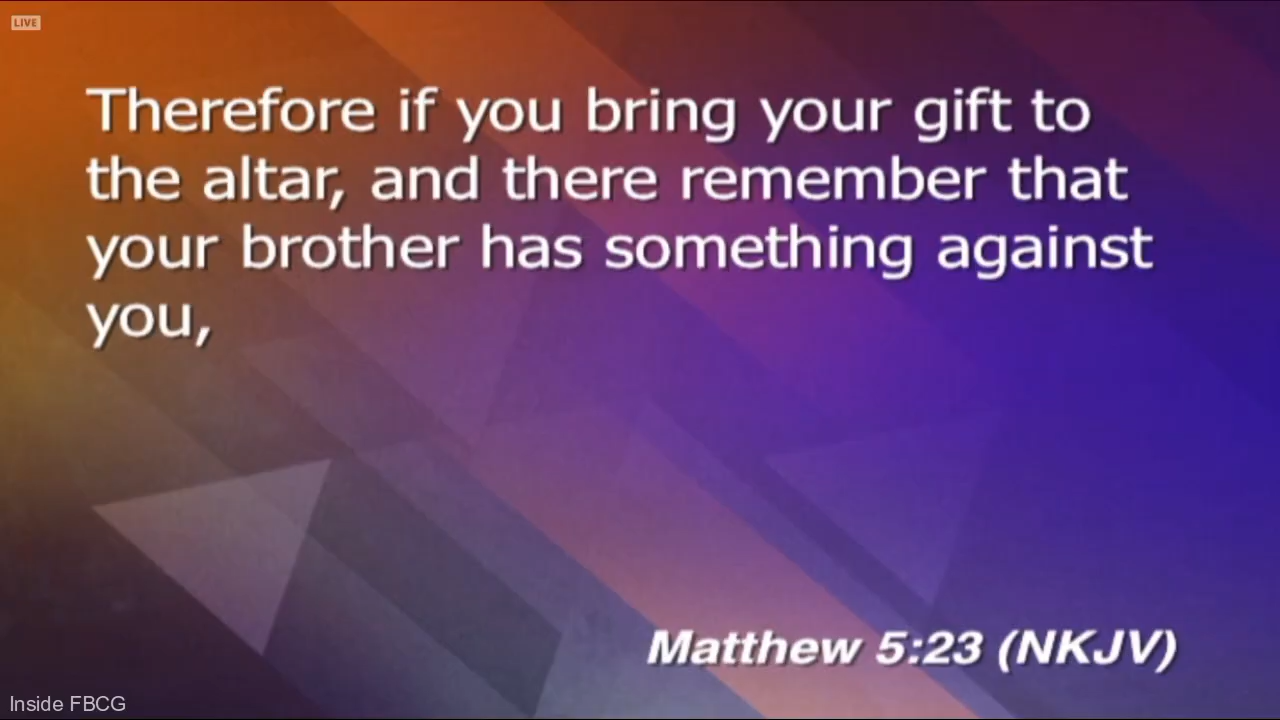 LIVE
Therefore if you bring your gift to
the altar, and there remember that
your brother has something against
you,
Matthew 5:23 (NKJV)
Inside FBCG